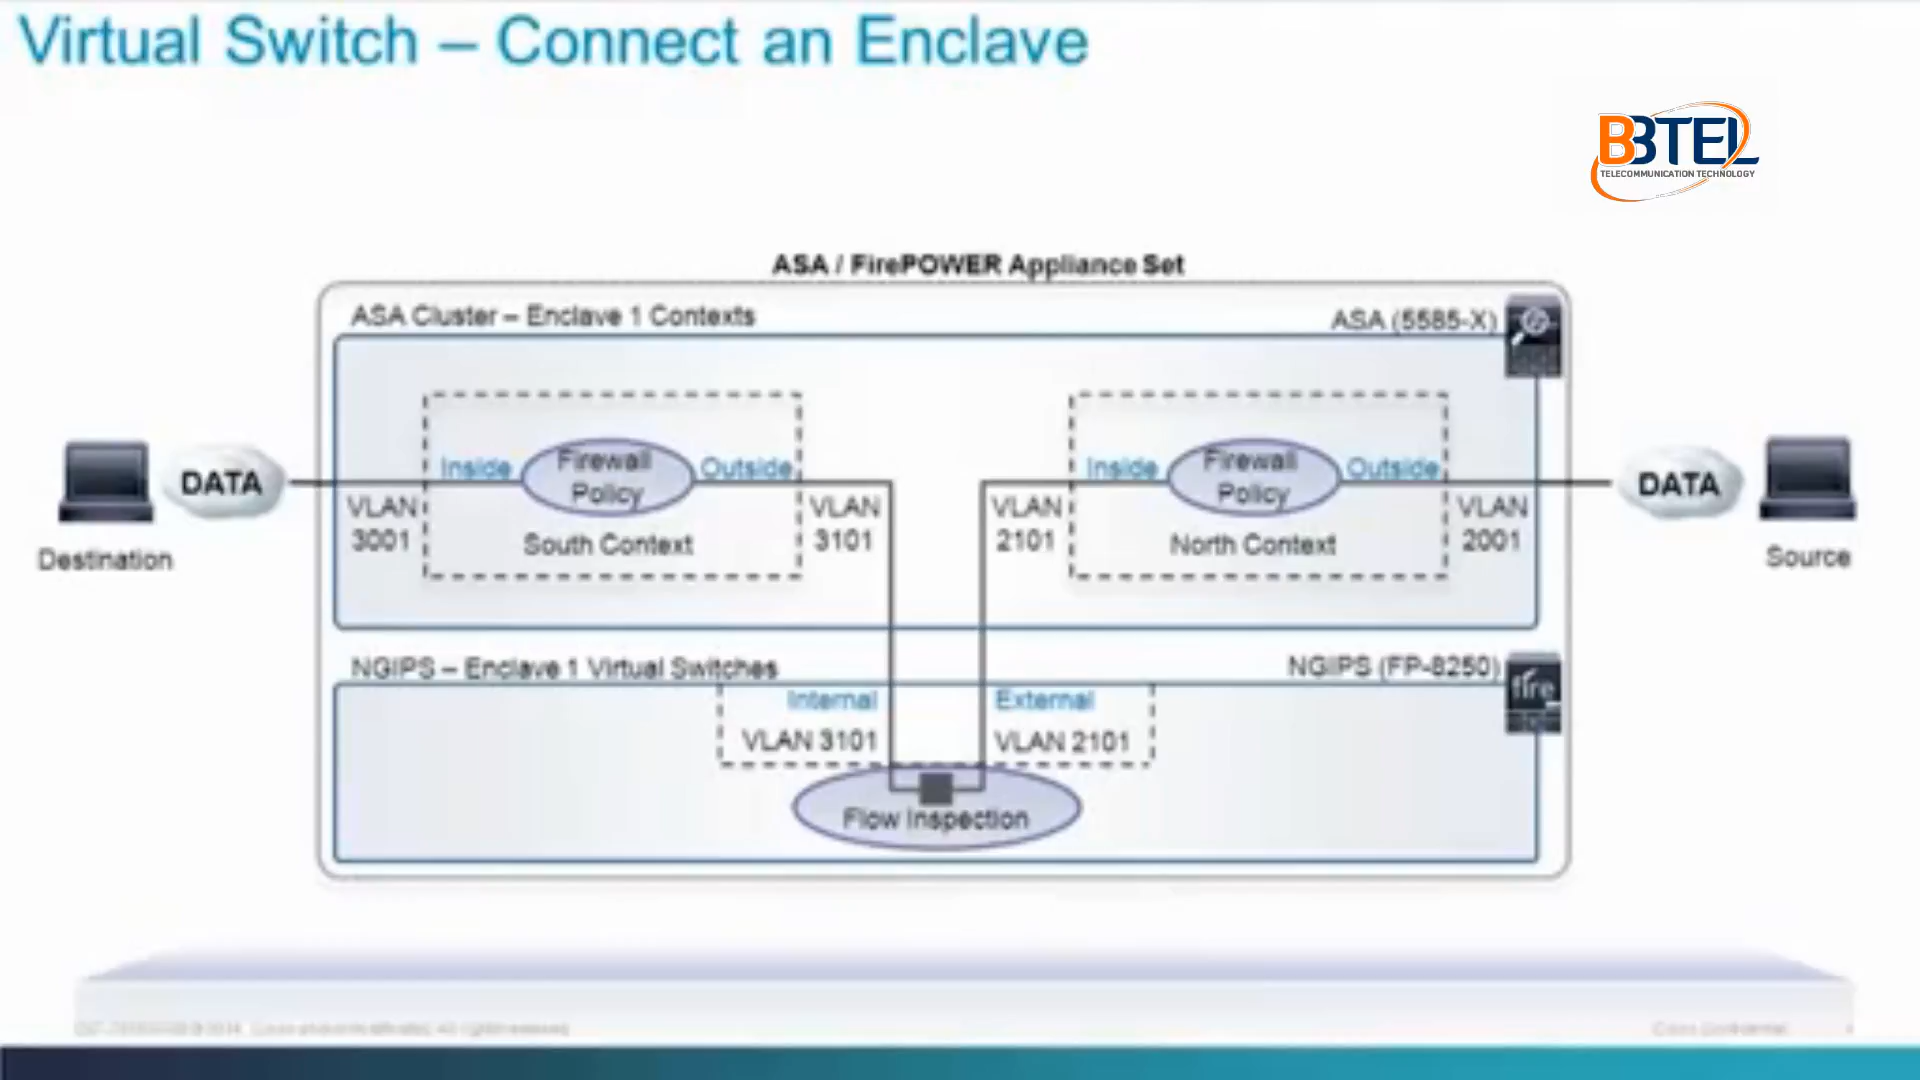 Virtual Switch – Connect an Enclave
BBTEL
TELECOMMUNICATION TECHNOLOGY
ASA / FirePOWER Appliance Set
ASA Cluster – Enclave 1 Contexts
ASA (5585-X)
Inside
Firewall
Policy
Outside
Inside
Firewall
Policy
Outside
DATA
DATA
VLAN
3001
South Context
VLAN
3101
VLAN
2101
North Context
VLAN
2001
Destination
Source
NGIPS – Enclave 1 Virtual Switches
NGIPS (FP-8250)
fire
Internal
External
VLAN 3101
VLAN 2101
Flow Inspection
Cisco Confidential